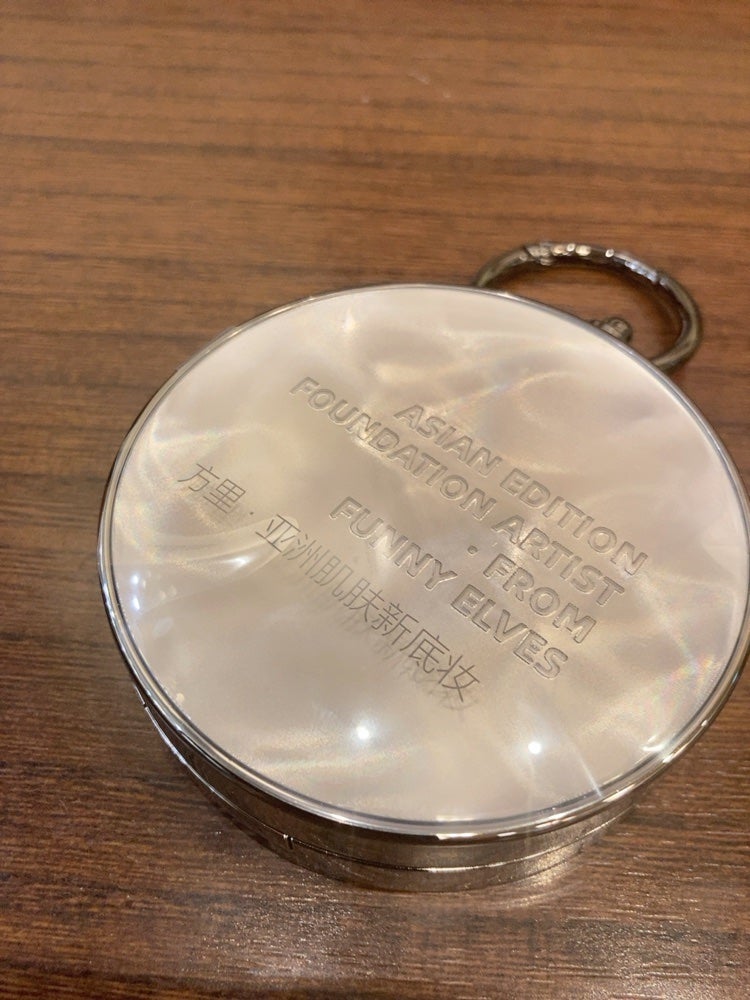 ASIAN EDITION
FOUNDATION ARTIST
· FROM
FUNNY ELVES
方里·亚洲肌肤新底妆